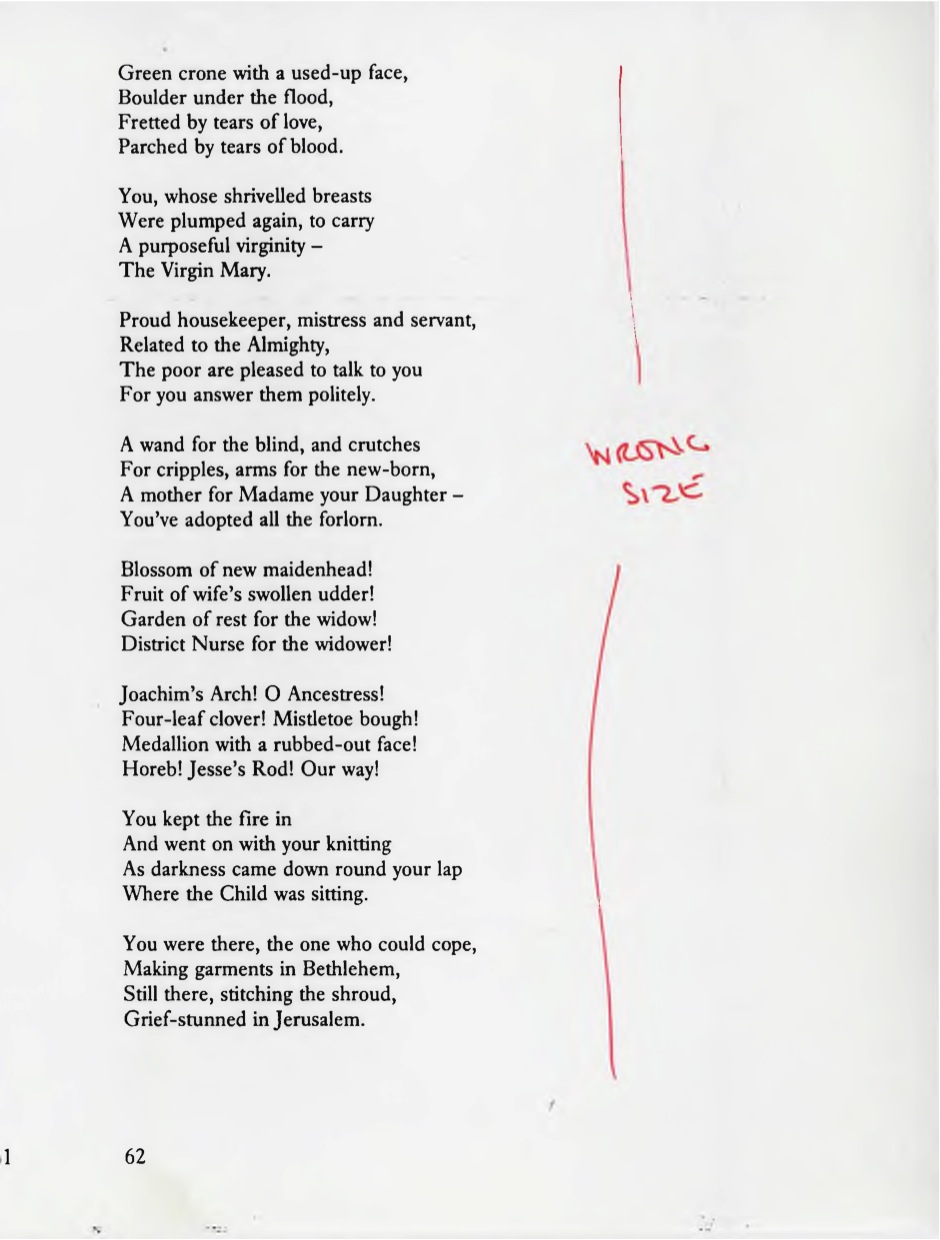 Green crone with a used-up face,
Boulder under the flood,
Fretted by tears of love,
Parched by tears of blood.

You, whose shrivelled breasts
Were plumped again, to carry
A purposeful virginity –
The Virgin Mary.

Proud housekeeper, mistress and servant,
Related to the Almighty,
The poor are pleased to talk to you
For you answer them politely.

A wand for the blind, and crutches
For cripples, arms for the new-born,
A mother for Madame your Daughter –
You've adopted all the forlorn.

Blossom of new maidenhead!
Fruit of wife's swollen udder!
Garden of rest for the widow!
District Nurse for the widower!

Joachim's Arch! O Ancestress!
Four-leaf clover! Mistletoe bough!
Medallion with a rubbed-out face!
Horeb! Jesse's Rod! Our way!

You kept the fire in
And went on with your knitting
As darkness came down round your lap
Where the Child was sitting.

You were there, the one who could cope,
Making garments in Bethlehem,
Still there, stitching the shroud,
Grief-stunned in Jerusalem.

WRONG
SIZE

1
62